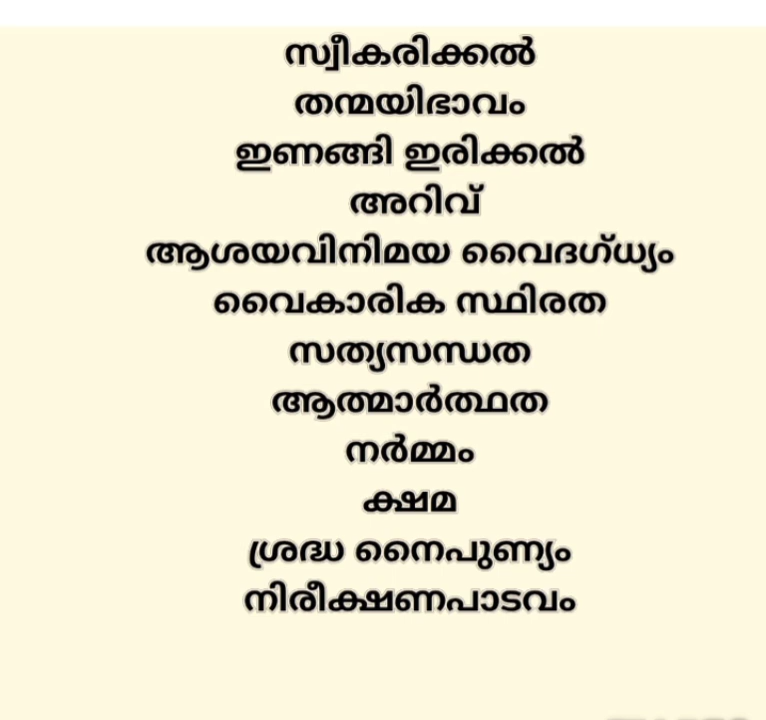 സ്വീകരിക്കൽ
തന്മയിഭാവം
ഇണങ്ങി ഇരിക്കൽ
അറിവ്
ആശയവിനിമയ വൈദഗ്ധ്യം
വൈകാരിക സ്ഥിരത
സത്യസന്ധത
ആത്മാർത്ഥത
നർമ്മം
ക്ഷമ
ശ്രദ്ധ നൈപുണ്യം
നിരീക്ഷണപാടവം